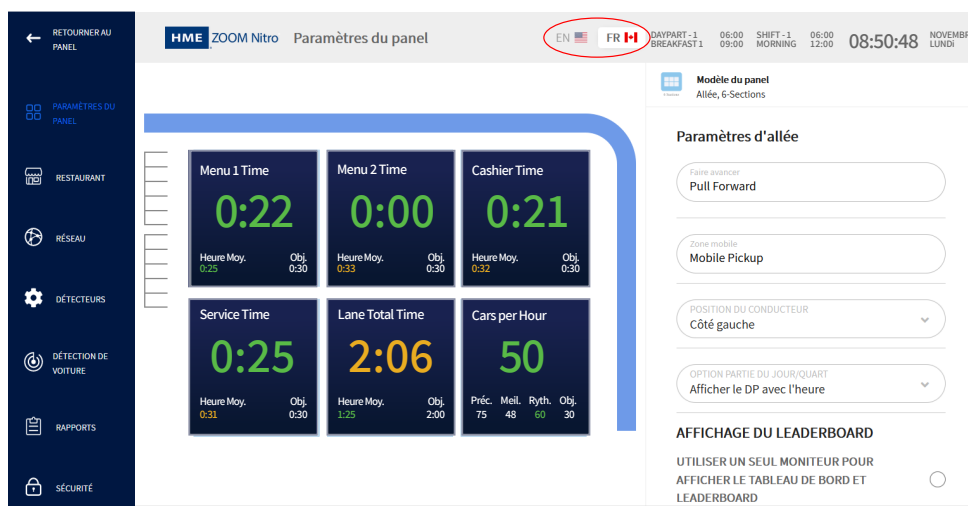 RETOURNER AU
PANEL
HME ZOOM Nitro Paramètres du panel
EN FR
DAYPART - 1 06:00 SHIFT - 1 06:00
BREAKFAST 1 09:00 MORNING 12:00
08:50:48
NOVEMBR
LUNDi
PARAMÈTRES DU
PANEL
RESTAURANT
RÉSEAU
DÉTECTEURS
DÉTECTION DE
VOITURE
RAPPORTS
SÉCURITÉ
Menu 1 Time
0:22
Heure Moy. Obj.
0:25 0:30
Menu 2 Time
0:00
Heure Moy. Obj.
0:33 0:30
Cashier Time
0:21
Heure Moy. Obj.
0:32 0:30
Service Time
0:25
Heure Moy. Obj.
0:31 0:30
Lane Total Time
2:06
Heure Moy. Obj.
1:25 2:00
Cars per Hour
50
Préc. Meil. Ryth. Obj.
75 48 60 30
Modèle du panel
Allée, 6-Sections
Paramètres d'allée
Faire avancer
Pull Forward
Zone mobile
Mobile Pickup
POSITION DU CONDUCTEUR
Côté gauche
OPTION PARTIE DU JOUR/QUART
Afficher le DP avec l'heure
AFFICHAGE DU LEADERBOARD
UTILISER UN SEUL MONITEUR POUR
AFFICHER LE TABLEAU DE BORD ET
LEADERBOARD